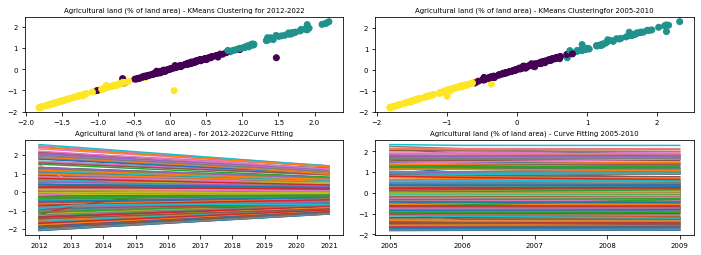 Agricultural land (% of land area) - KMeans Clustering for 2012-2022
Agricultural land (% of land area) - KMeans Clusteringfor 2005-2010
2
1
0
−1
−2
−2.0 −1.5 −1.0 −0.5 0.0 0.5 1.0 1.5 2.0
2
1
0
−1
−2
−2 −1 0 1 2
Agricultural land (% of land area) - for 2012-2022Curve Fitting
Agricultural land (% of land area) - Curve Fitting 2005-2010
2
1
0
−1
−2
2012 2013 2014 2015 2016 2017 2018 2019 2020 2021
2
1
0
−1
−2
2005 2006 2007 2008 2009